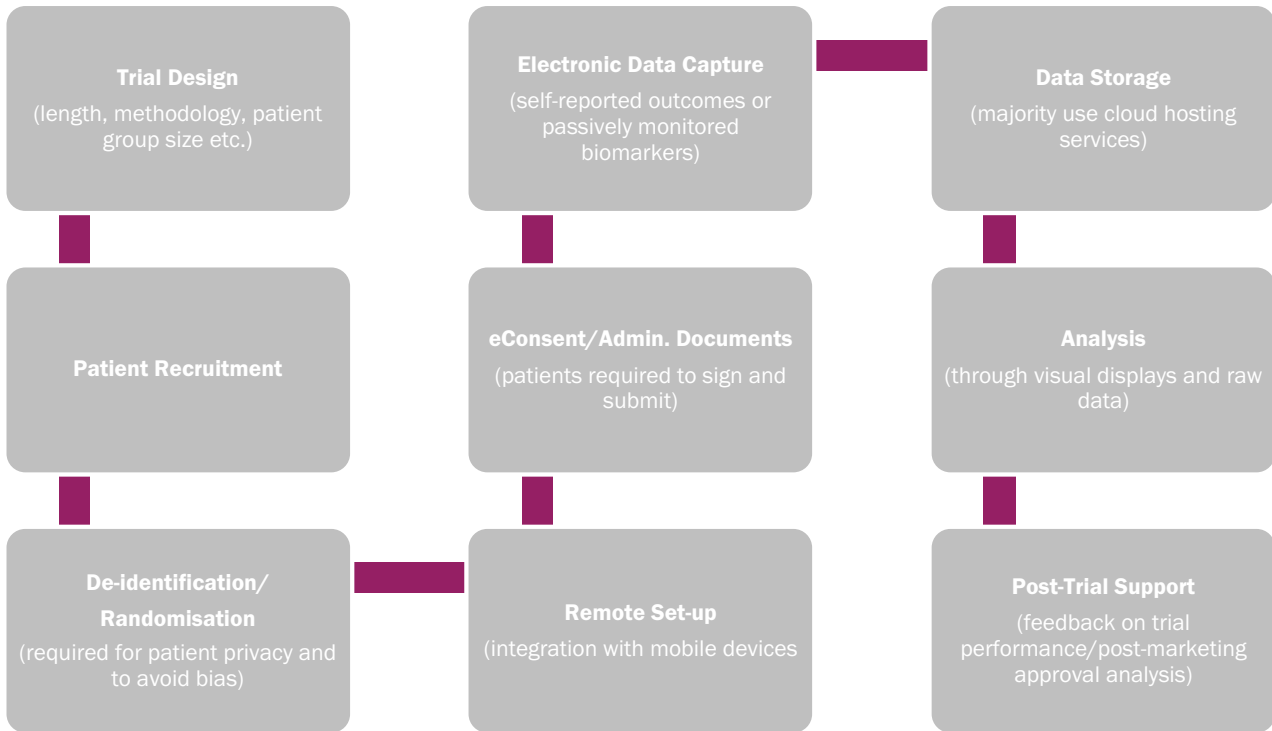 Trial Design
(length, methodology, patient
group size etc.)
Patient Recruitment
De-identification/
Randomisation
(required for patient privacy and
to avoid bias)
Remote Set-up
(integration with mobile devices
eConsent/Admin. Documents
(patients required to sign and
submit)
Electronic Data Capture
(self-reported outcomes or
passively monitored
biomarkers)
Data Storage
(majority use cloud hosting
services)
Analysis
(through visual displays and raw
data)
Post-Trial Support
(feedback on trial
performance/post-marketing
approval analysis)